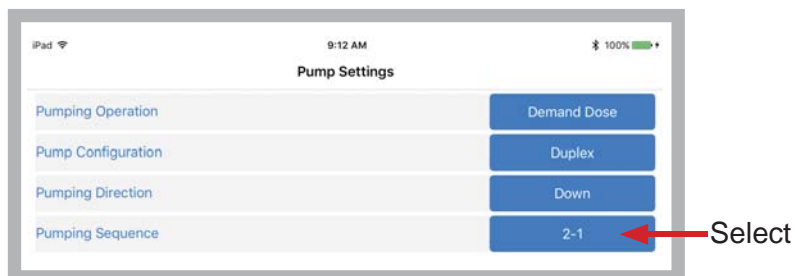 iPad 9:12 AM 100%
Pump Settings
Pumping Operation Demand Dose
Pump Configuration Duplex
Pumping Direction Down
Pumping Sequence 2-1 Select